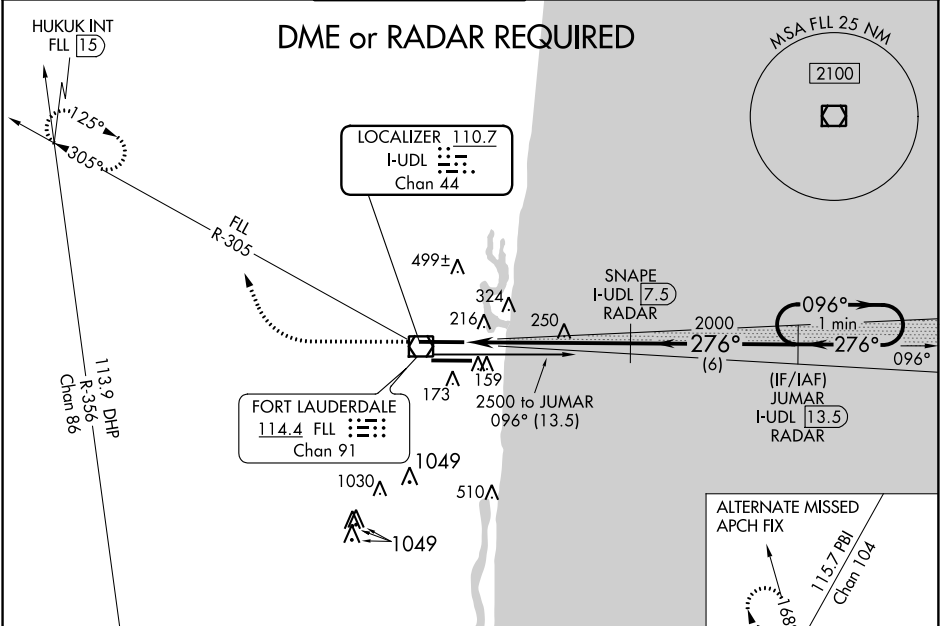 DME or RADAR REQUIRED
HUKUK INT
FLL 15
125°
305°
FLL
R-305
LOCALIZER 110.7
I-UDL
Chan 44
MSA FLL 25 NM
2100
499±
324
216
250
SNAPE
I-UDL 7.5
RADAR
2000
276°
(6)
096°
1 min
276°
096°
(IF/IAF)
JUMAR
I-UDL 13.5
RADAR
173
159
2500 to JUMAR
096° (13.5)
FORT LAUDERDALE
114.4 FLL
Chan 91
113.9 DHP
R-356
Chan 86
1049
1030
510
1049
ALTERNATE MISSED
APCH FIX
115.7 PBI
Chan 104